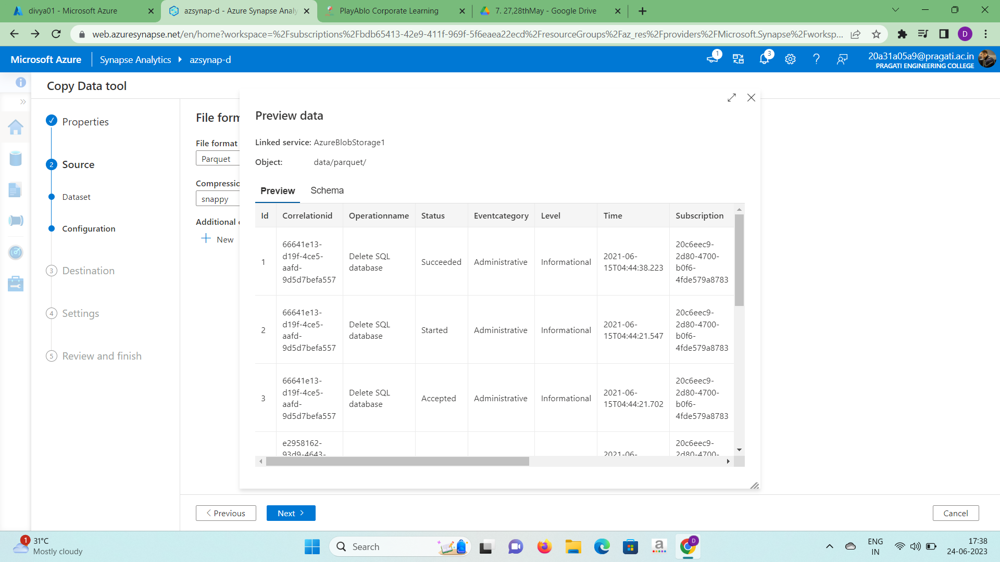 divya01 - Microsoft Azure
azsynap-d - Azure Synapse Analy
PlayAblo Corporate Learning
7. 27,28thMay - Google Drive
web.azuresynapse.net/en/home?workspace=%2Fsubscriptions%2Fbdb65413-42e9-411f-969f-5f6eaea22ecd%2FresourceGroups%2Faz_res%2Fproviders%2FMicrosoft.Synapse%2Fworksp...
D
Microsoft Azure
Synapse Analytics
azsynap-d
1
3
20a31a05a9@pragati.ac.in
PRAGATI ENGINEERING COLLEGE
Copy Data tool
Properties
2 Source
Dataset
Configuration
3 Destination
4 Settings
5 Review and finish
File form
File format
Parquet
Compressio
snappy
Additional c
New
Preview data
Linked service: AzureBlobStorage1
Object: data/parquet/
Preview Schema
Id Correlationid Operationname Status Eventcategory Level Time Subscription
1 66641e13-d19f-4ce5-aafd-9d5d7befa557 Delete SQL database Succeeded Administrative Informational 2021-06-15T04:44:38.223 20c6eec9-2d80-4700-b0f6-4fde579a8783
2 66641e13-d19f-4ce5-aafd-9d5d7befa557 Delete SQL database Started Administrative Informational 2021-06-15T04:44:21.547 20c6eec9-2d80-4700-b0f6-4fde579a8783
3 66641e13-d19f-4ce5-aafd-9d5d7befa557 Delete SQL database Accepted Administrative Informational 2021-06-15T04:44:21.702 20c6eec9-2d80-4700-b0f6-4fde579a8783
e2958162-93d9-4643- 2021-06- 20c6eec9-2d80-4700-
Previous
Next
Cancel
1
31°C
Mostly cloudy
Search
a
D
ENG
IN
17:38
24-06-2023